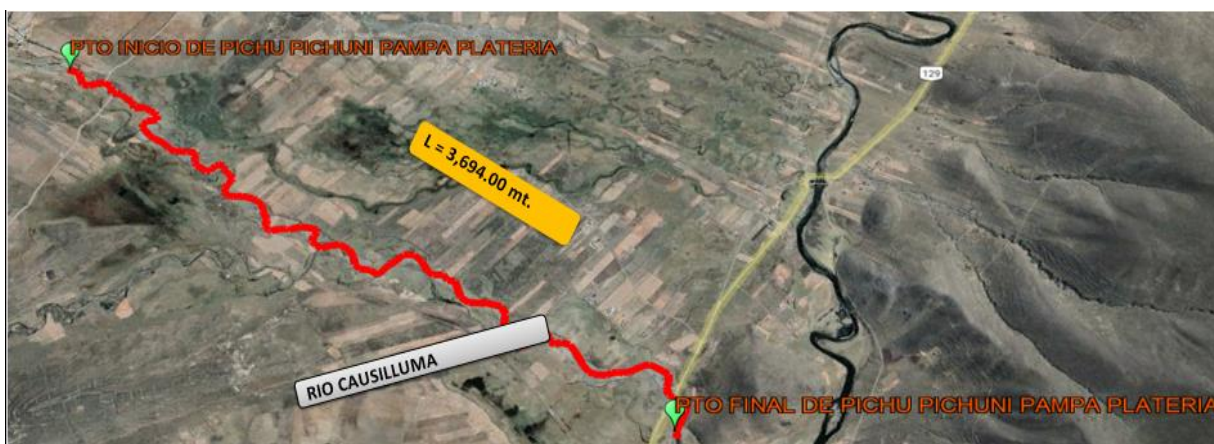 PTO INICIO DE PICHU PICHUNI PAMPA PLATERIA
129
L = 3,694.00 mt.
RIO CAUSILLUMA
PTO FINAL DE PICHU PICHUNI PAMPA PLATERIA